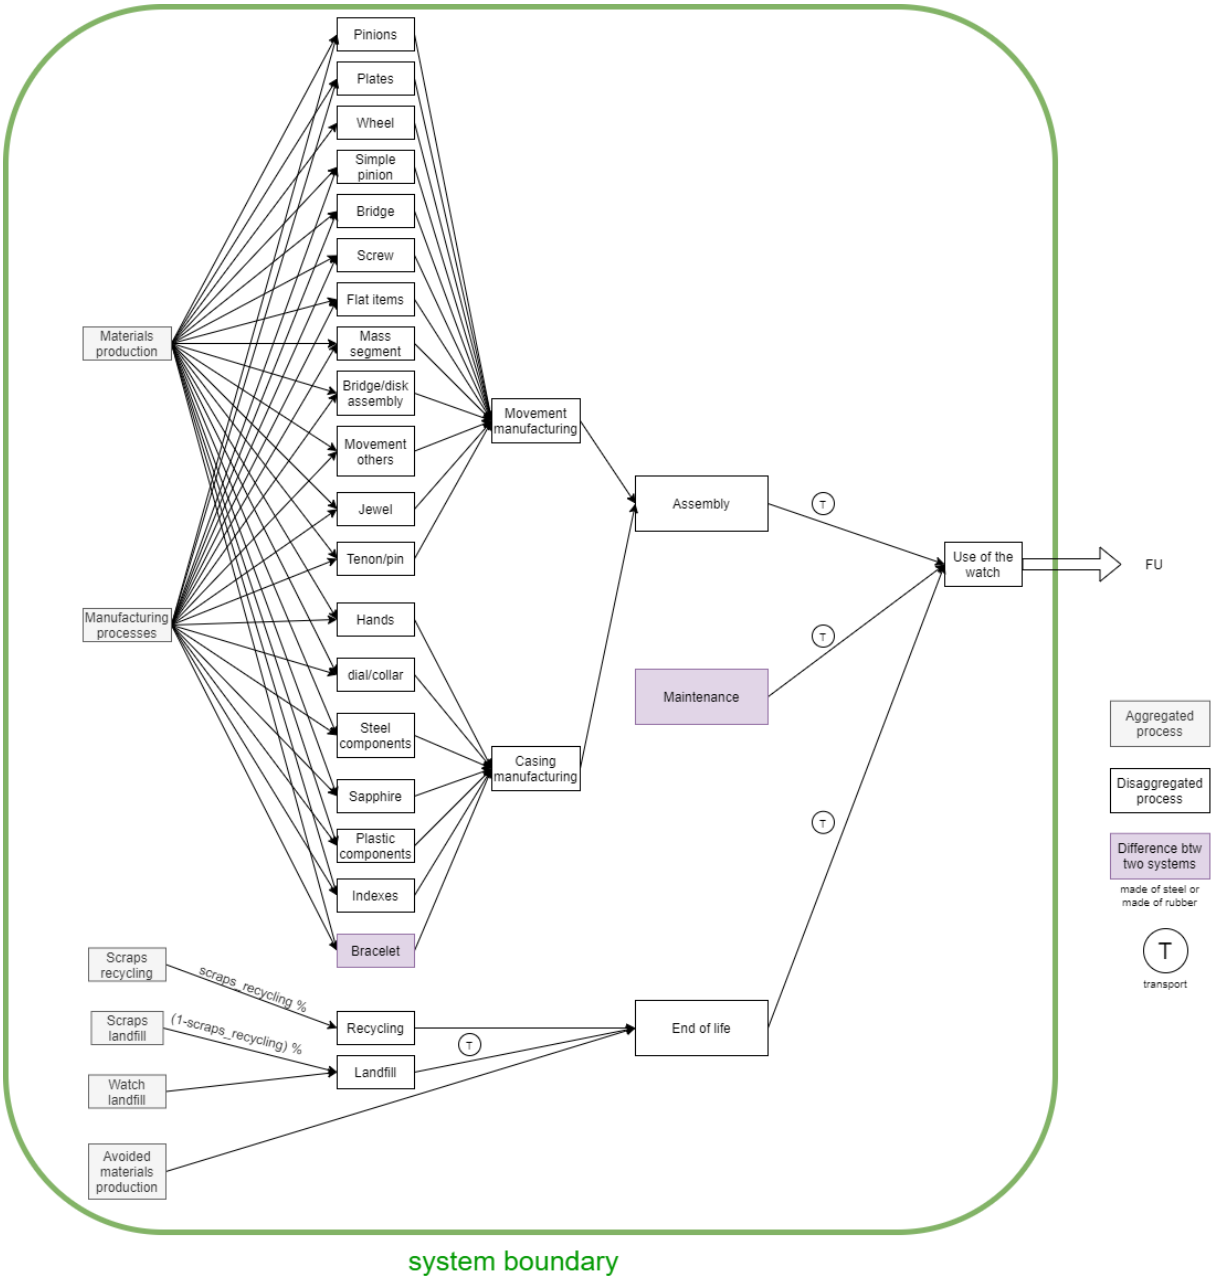 Pinions
Plates
Wheel
Simple
pinion
Bridge
Screw
Flat items
Mass
segment
Bridge/disk
assembly
Movement
others
Jewel
Tenon/pin
Hands
dial/collar
Steel
components
Sapphire
Plastic
components
Indexes
Bracelet
Materials
production
Manufacturing
processes
Movement
manufacturing
Casing
manufacturing
Assembly
T
Maintenance
T
T
Use of the
watch
FU
Scraps
recycling
scraps_recycling %
Scraps
landfill
(1-scraps_recycling) %
Watch
landfill
Avoided
materials
production
Recycling
Landfill
T
End of life
Aggregated
process
Disaggregated
process
Difference btw
two systems
made of steel or
made of rubber
T
transport
system boundary